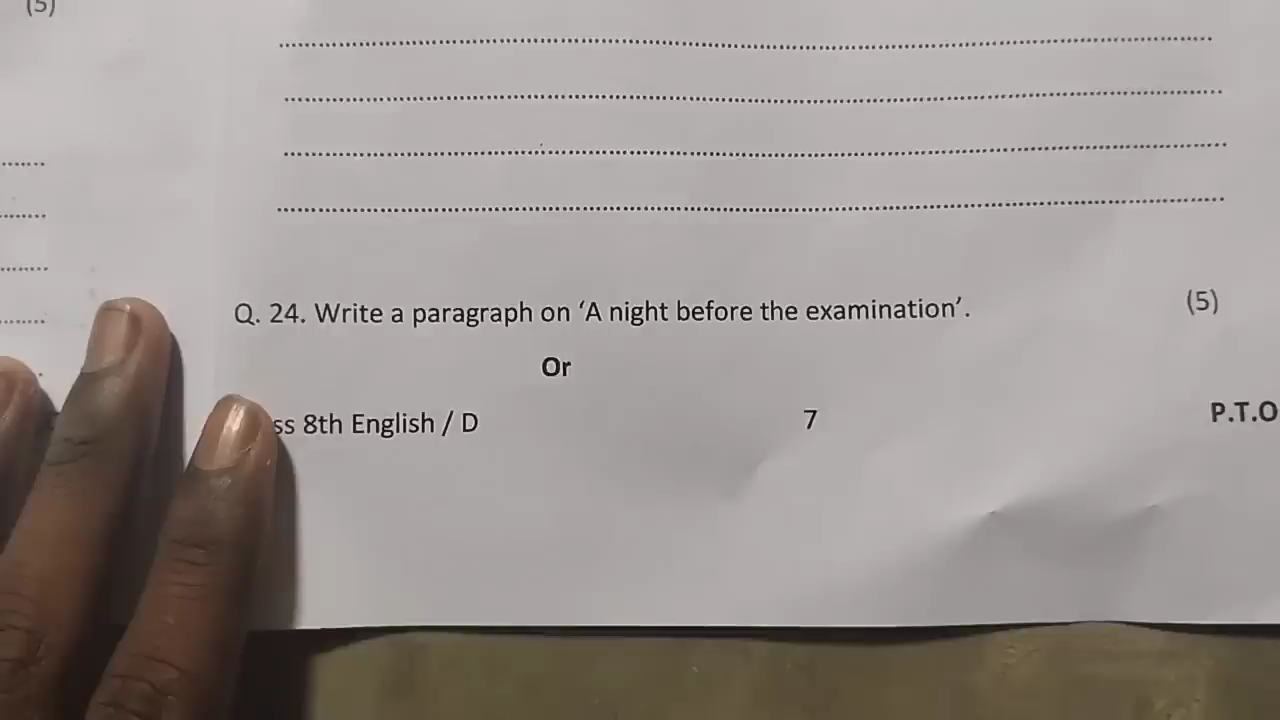 (5)
Q. 24. Write a paragraph on ‘A night before the examination’. (5)
Or
ss 8th English / D 7 P.T.O